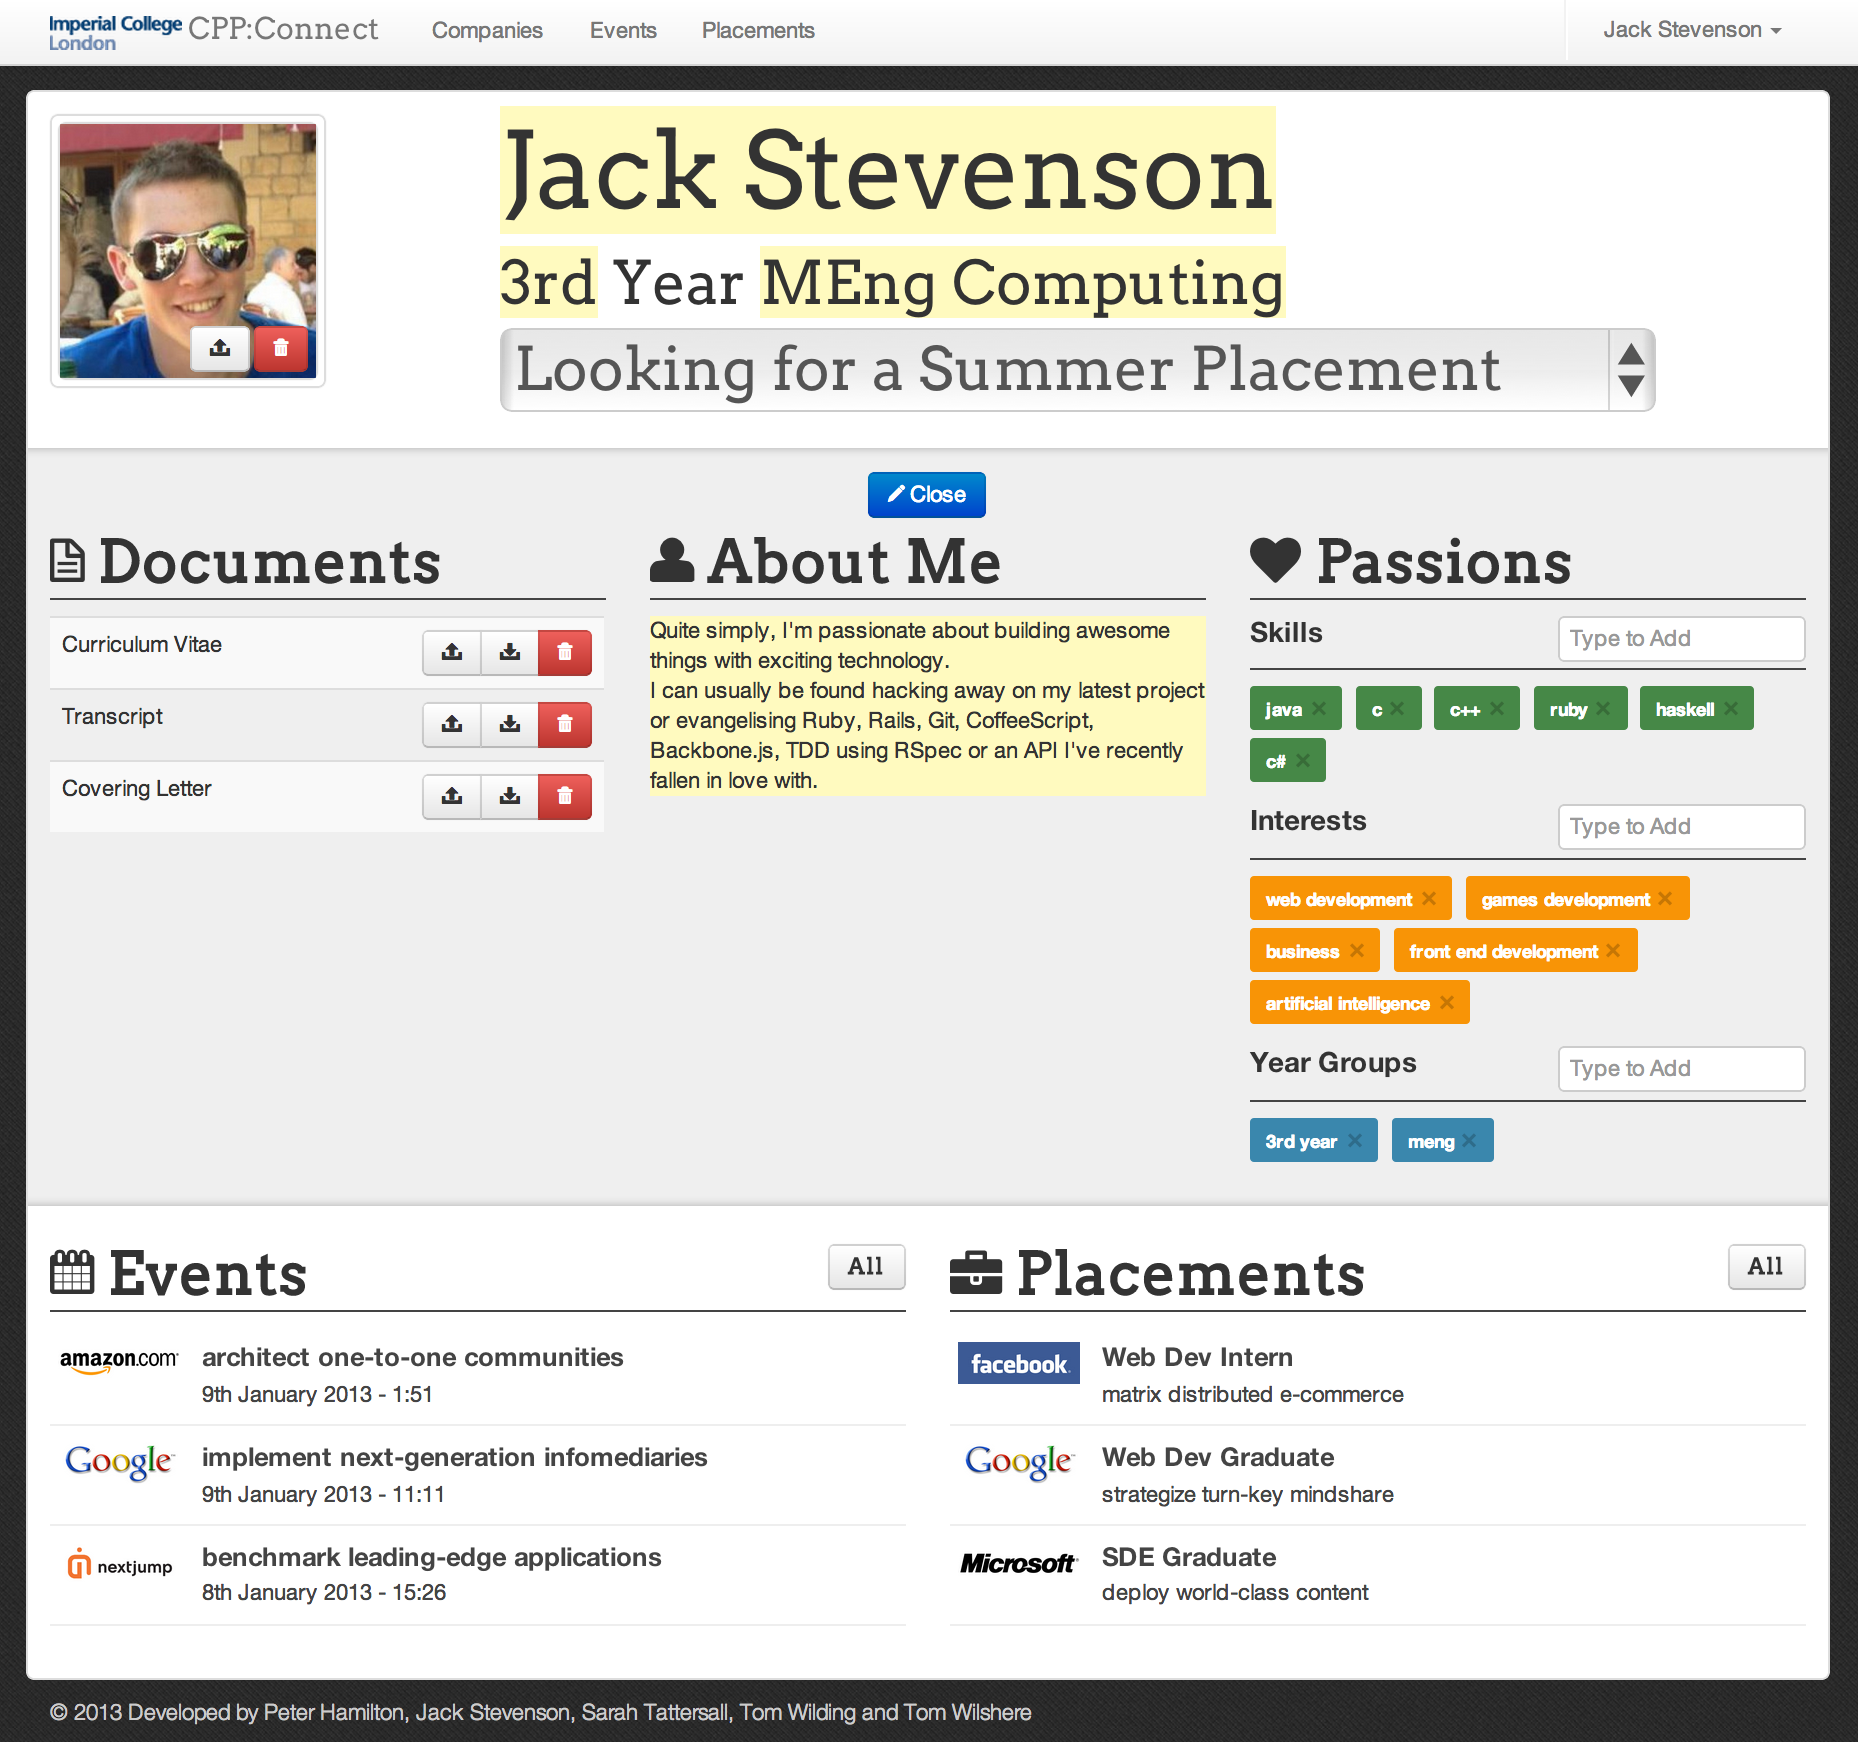 Imperial College
London
CPP:Connect
Companies
Events
Placements
Jack Stevenson
Jack Stevenson
3rd Year MEng Computing
Looking for a Summer Placement
Close
Documents
Curriculum Vitae
Transcript
Covering Letter
About Me
Quite simply, I'm passionate about building awesome
things with exciting technology.
I can usually be found hacking away on my latest project
or evangelising Ruby, Rails, Git, CoffeeScript,
Backbone.js, TDD using RSpec or an API I've recently
fallen in love with.
Passions
Skills
Type to Add
java × c × c++ × ruby × haskell ×
c# ×
Interests
Type to Add
web development × games development ×
business × front end development ×
artificial intelligence ×
Year Groups
Type to Add
3rd year × meng ×
Events
All
amazon.com
architect one-to-one communities
9th January 2013 - 1:51
Google
implement next-generation infomediaries
9th January 2013 - 11:11
nextjump
benchmark leading-edge applications
8th January 2013 - 15:26
Placements
All
facebook
Web Dev Intern
matrix distributed e-commerce
Google
Web Dev Graduate
strategize turn-key mindshare
Microsoft
SDE Graduate
deploy world-class content
© 2013 Developed by Peter Hamilton, Jack Stevenson, Sarah Tattersall, Tom Wilding and Tom Wilshere